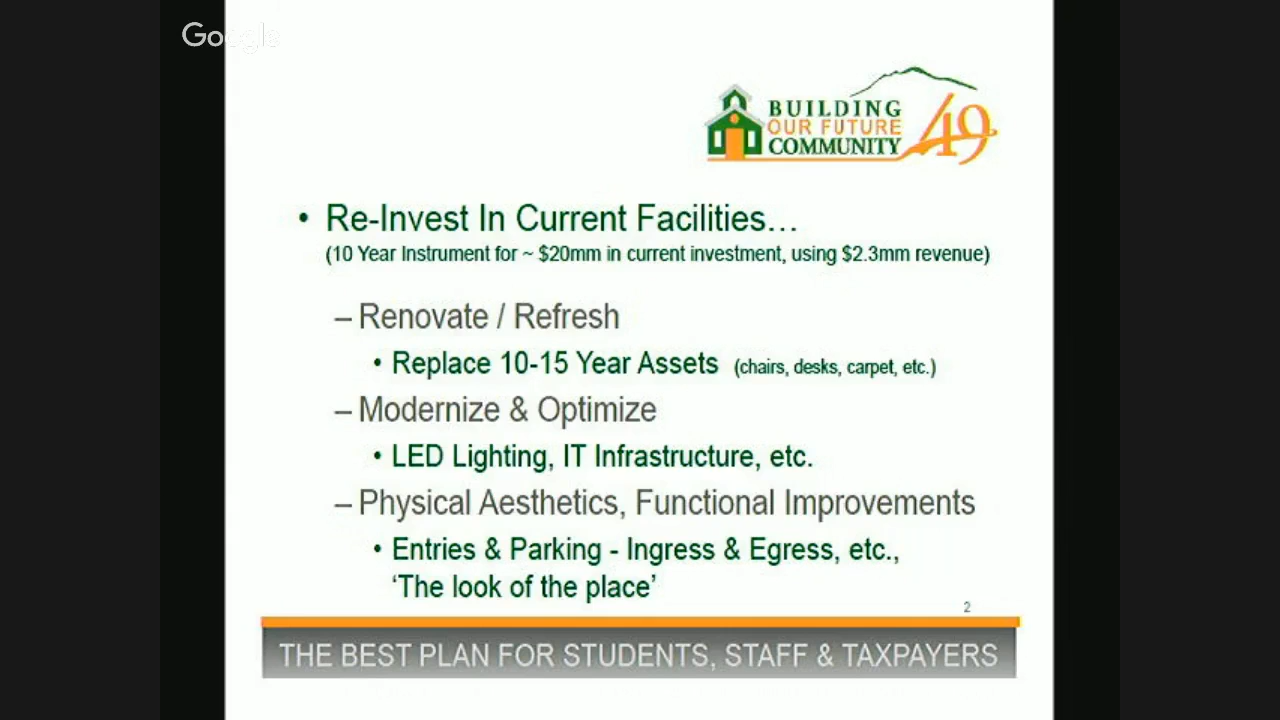 Google
BUILDING
OUR FUTURE
COMMUNITY
49
• Re-Invest In Current Facilities…
(10 Year Instrument for ~ $20mm in current investment, using $2.3mm revenue)
– Renovate / Refresh
• Replace 10-15 Year Assets (chairs, desks, carpet, etc.)
– Modernize & Optimize
• LED Lighting, IT Infrastructure, etc.
– Physical Aesthetics, Functional Improvements
• Entries & Parking - Ingress & Egress, etc.,
‘The look of the place’
2
THE BEST PLAN FOR STUDENTS, STAFF & TAXPAYERS